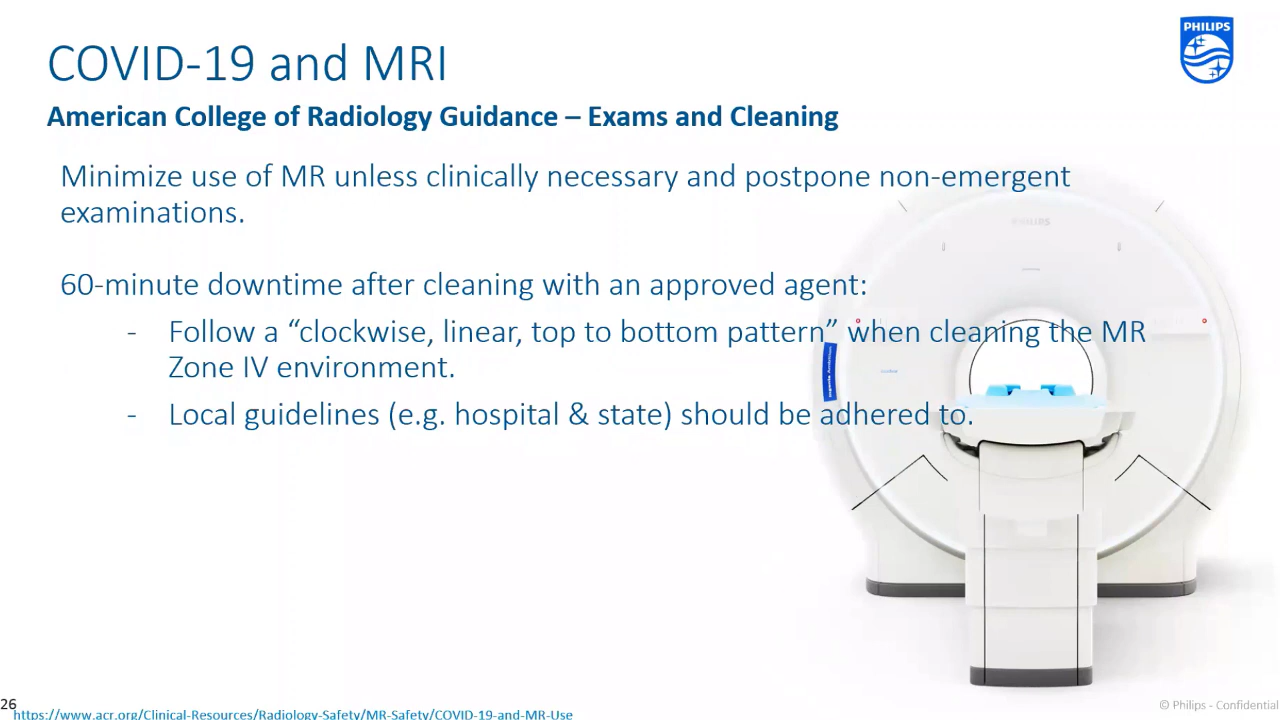 PHILIPS
COVID-19 and MRI
American College of Radiology Guidance – Exams and Cleaning
Minimize use of MR unless clinically necessary and postpone non-emergent
examinations.
PHILIPS
60-minute downtime after cleaning with an approved agent:
- Follow a “clockwise, linear, top to bottom pattern” when cleaning the MR
Zone IV environment.
- Local guidelines (e.g. hospital & state) should be adhered to.
26
https://www.acr.org/Clinical-Resources/Radiology-Safety/MR-Safety/COVID-19-and-MR-Use
© Philips - Confidential